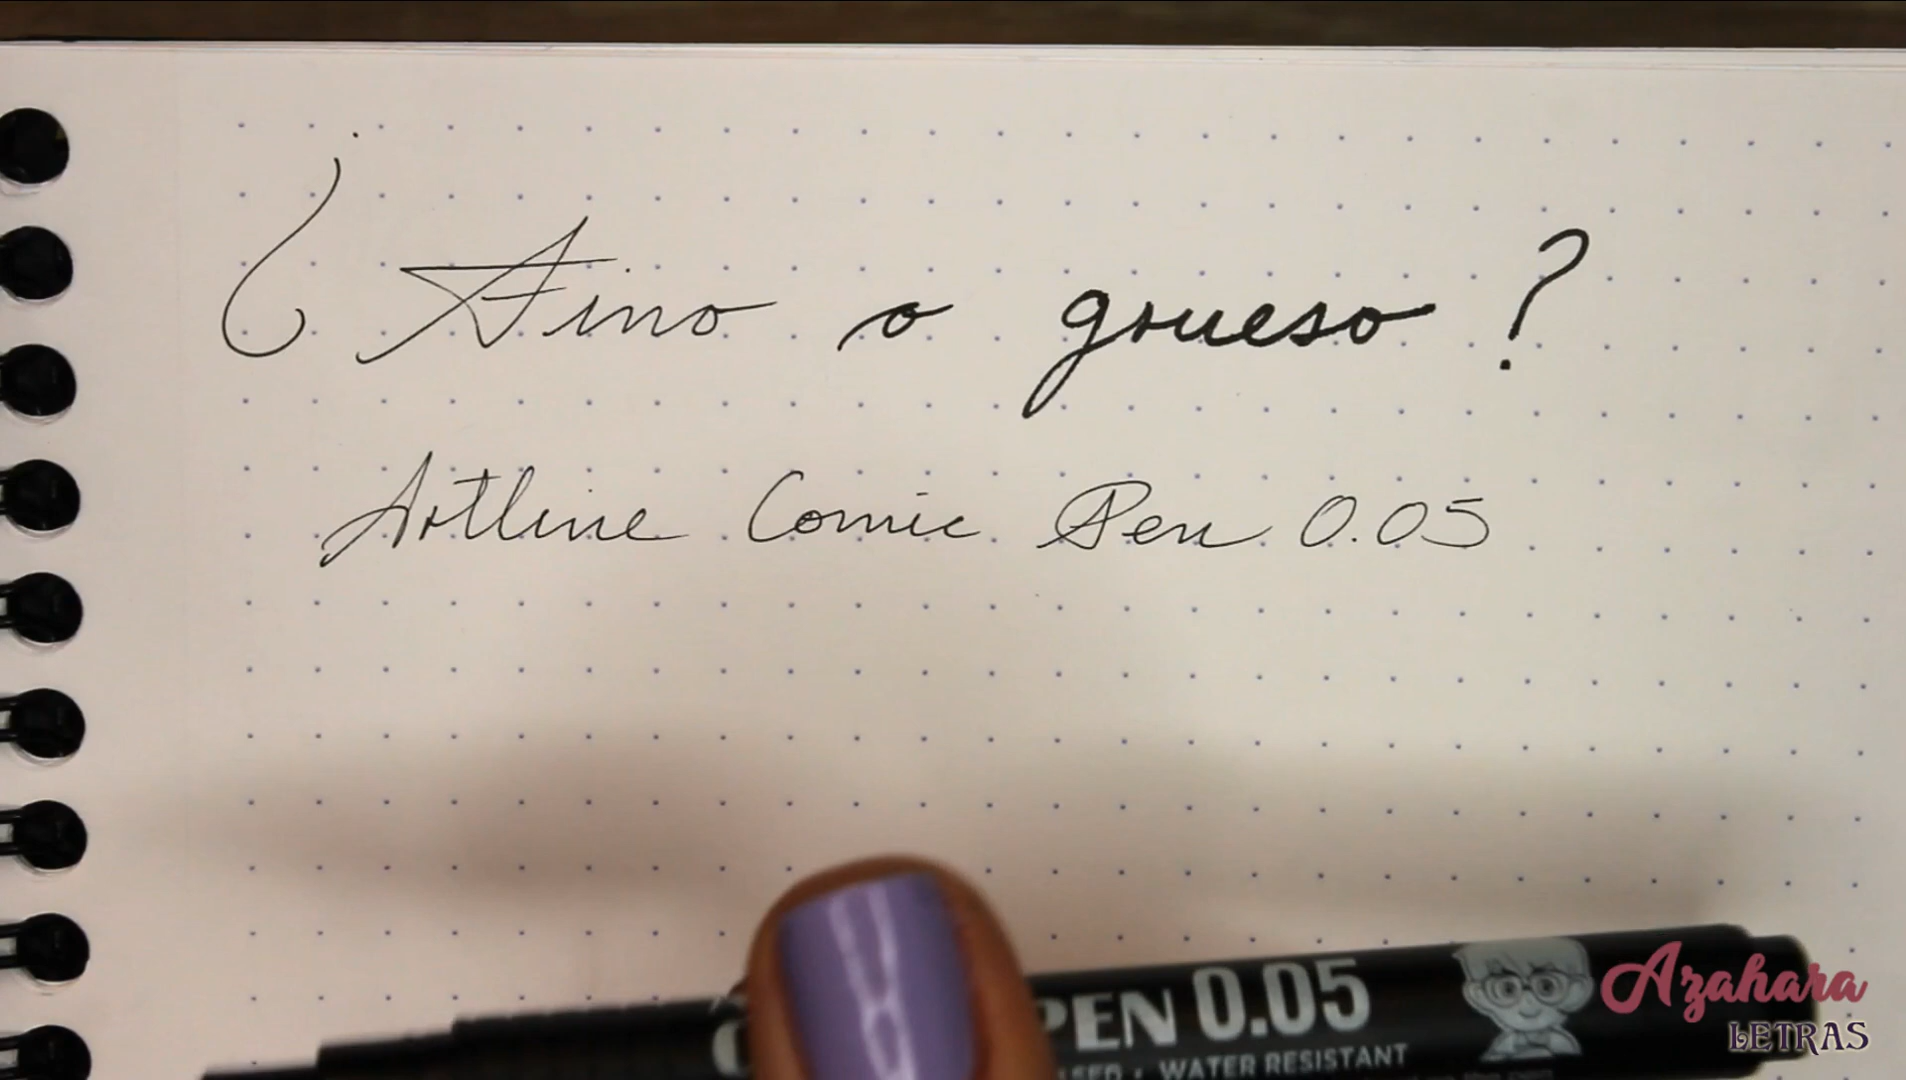 ¿Fino o grueso?
Artline Comic Pen 0.05
PEN 0.05
WATER RESISTANT
Azahara
LETRAS